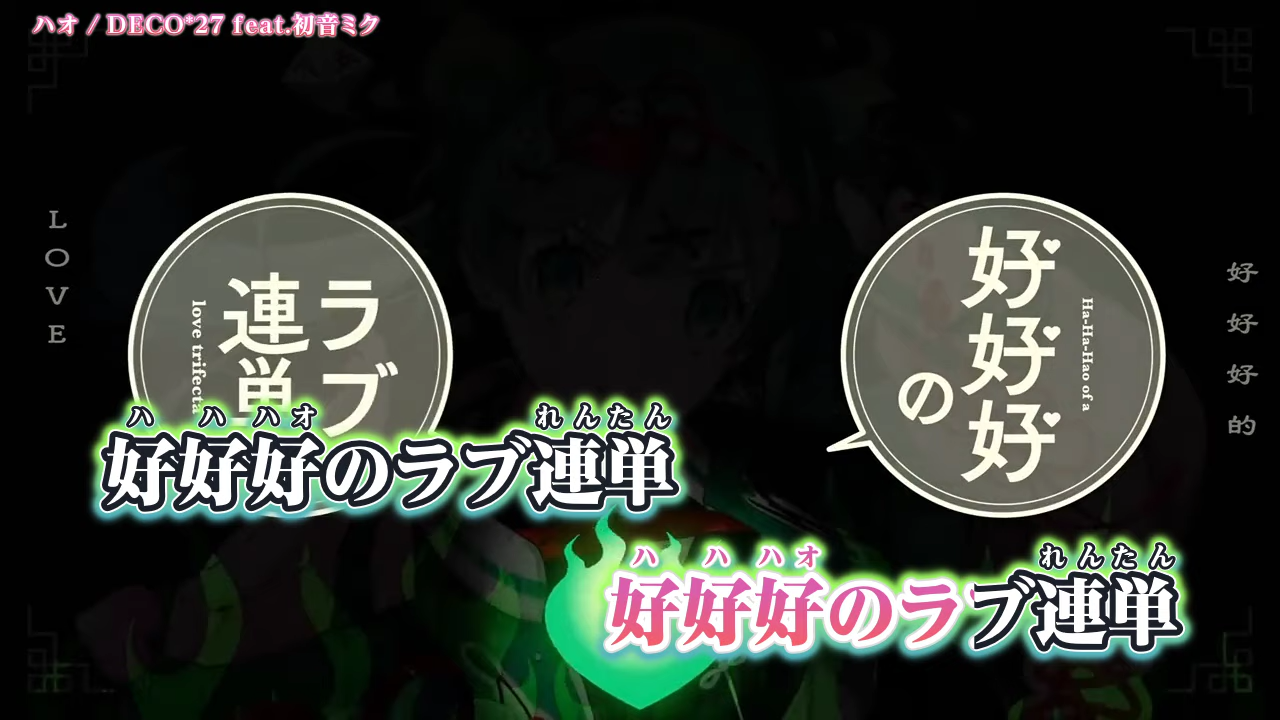 ハオ / DECO*27 feat.初音ミク
LOVE
ラブ
連単
love trifecta
好好好
の
Ha-Ha-Hao of a
好好好的
ハ ハ ハオ れんたん
好好好のラブ連単
ハ ハ ハオ れんたん
好好好のラブ連単